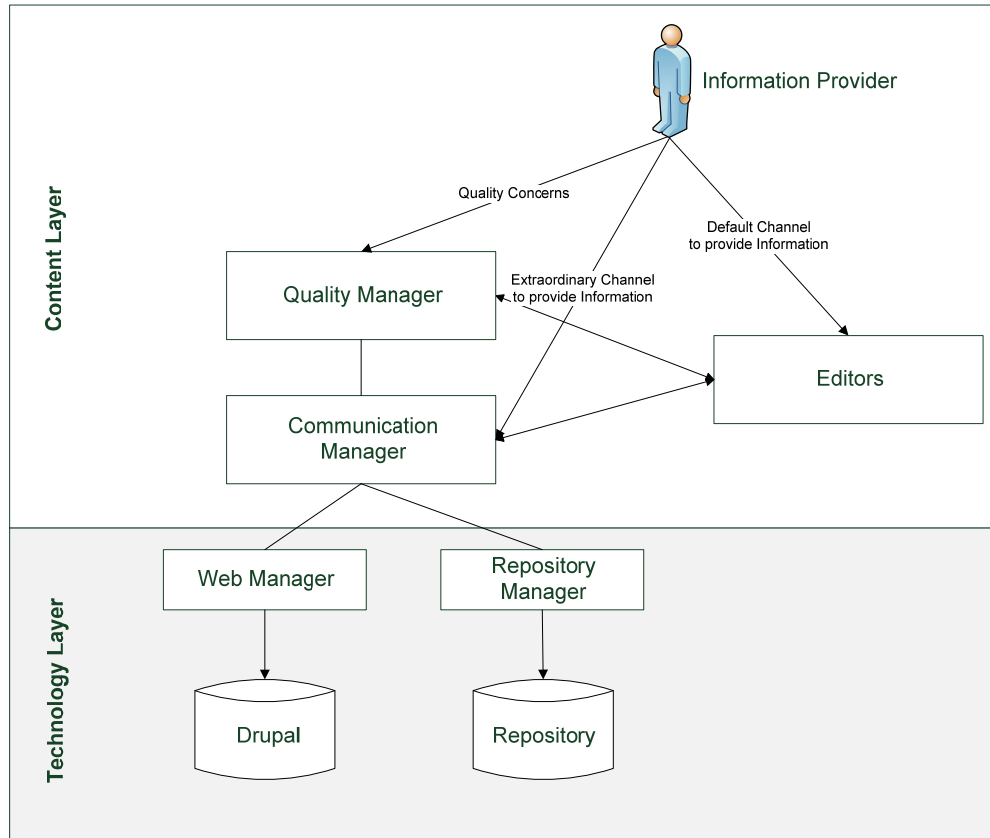 Information Provider
Quality Concerns
Default Channel
to provide Information
Extraordinary Channel
to provide Information
Quality Manager
Editors
Communication
Manager
Content Layer
Web Manager
Repository
Manager
Drupal
Repository
Technology Layer